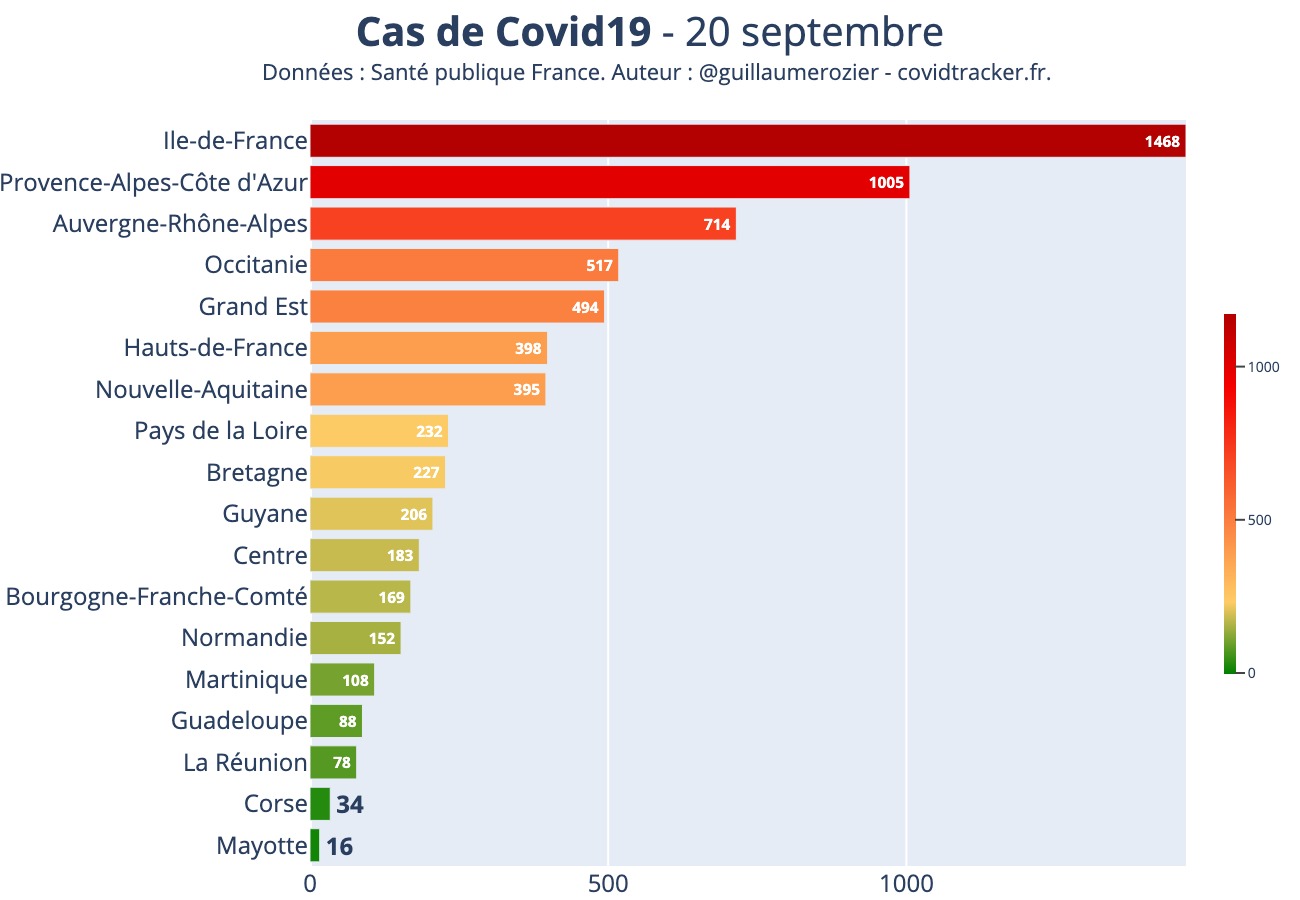 Cas de Covid19 - 20 septembre
Données : Santé publique France. Auteur : @guillaumerozier - covidtracker.fr.
Ile-de-France 1468
Provence-Alpes-Côte d'Azur 1005
Auvergne-Rhône-Alpes 714
Occitanie 517
Grand Est 494
Hauts-de-France 398
Nouvelle-Aquitaine 395
Pays de la Loire 232
Bretagne 227
Guyane 206
Centre 183
Bourgogne-Franche-Comté 169
Normandie 152
Martinique 108
Guadeloupe 88
La Réunion 78
Corse 34
Mayotte 16
0 500 1000
1000
500
0